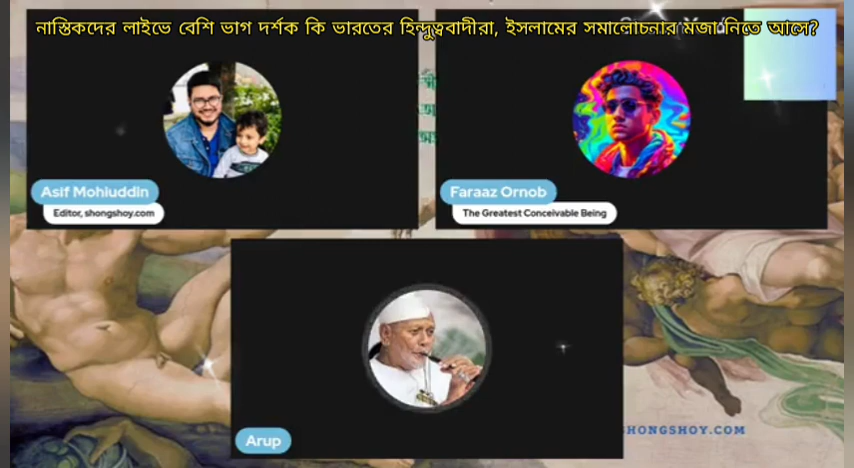 নাস্তিকদের লাইভে বেশি ভাগ দর্শক কি ভারতের হিন্দুত্ববাদীরা, ইসলামের সমালোচনার মজা নিতে আসে?
Asif Mohiuddin
Editor, shongshoy.com
Faraaz Ornob
The Greatest Conceivable Being
Arup
SHONGSHOY.COM